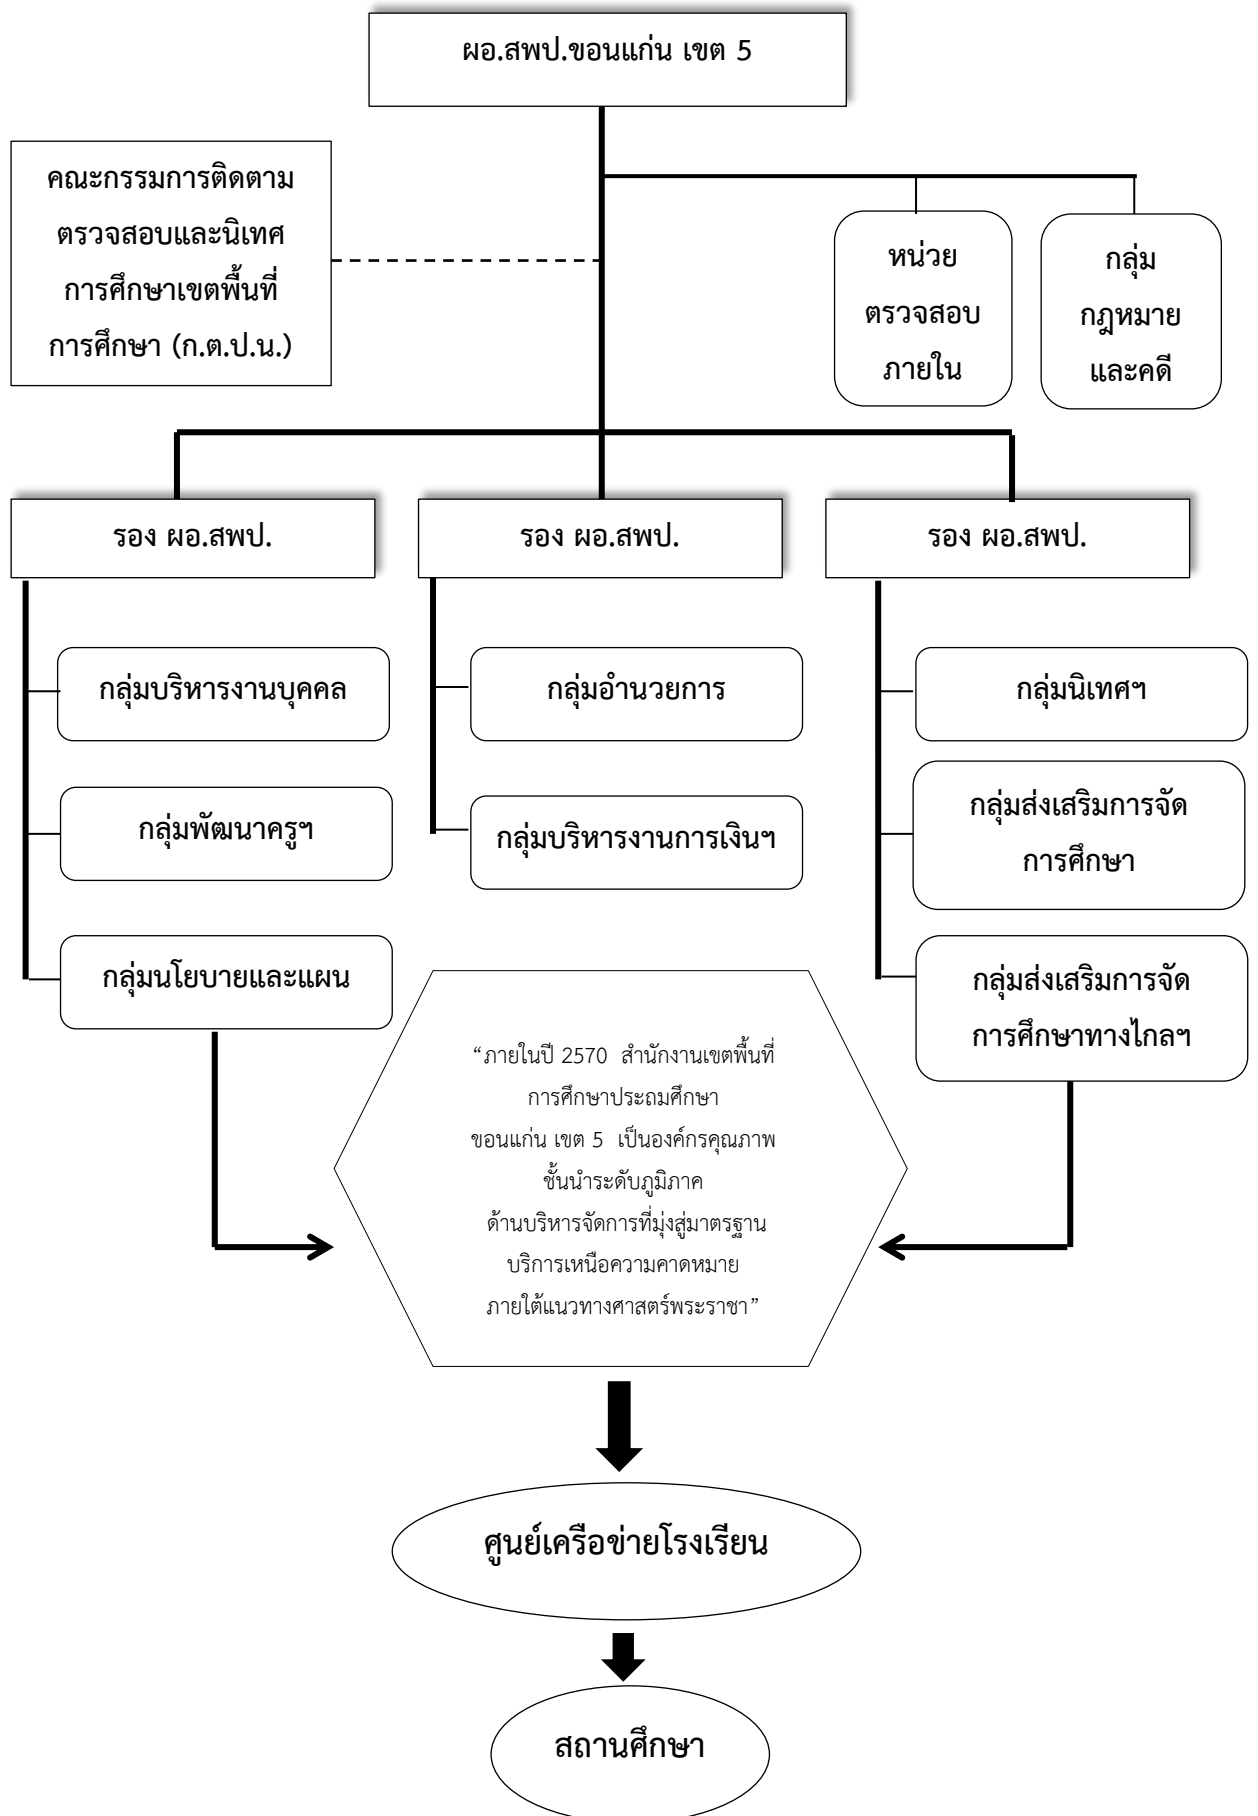 ผอ.สพป.ขอนแก่น เขต 5
คณะกรรมการติดตาม
ตรวจสอบและนิเทศ
การศึกษาเขตพื้นที่
การศึกษา (ก.ต.ป.น.)
หน่วย
ตรวจสอบ
ภายใน
กลุ่ม
กฎหมาย
และคดี
รอง ผอ.สพป.
รอง ผอ.สพป.
รอง ผอ.สพป.
กลุ่มบริหารงานบุคคล
กลุ่มพัฒนาครูฯ
กลุ่มนโยบายและแผน
กลุ่มอำนวยการ
กลุ่มบริหารงานการเงินฯ
กลุ่มนิเทศฯ
กลุ่มส่งเสริมการจัด
การศึกษา
กลุ่มส่งเสริมการจัด
การศึกษาทางไกลฯ
“ภายในปี 2570 สำนักงานเขตพื้นที่
การศึกษาประถมศึกษา
ขอนแก่น เขต 5 เป็นองค์กรคุณภาพ
ชั้นนำระดับภูมิภาค
ด้านบริหารจัดการที่มุ่งสู่มาตรฐาน
บริการเหนือความคาดหมาย
ภายใต้แนวทางศาสตร์พระราชา”
ศูนย์เครือข่ายโรงเรียน
สถานศึกษา